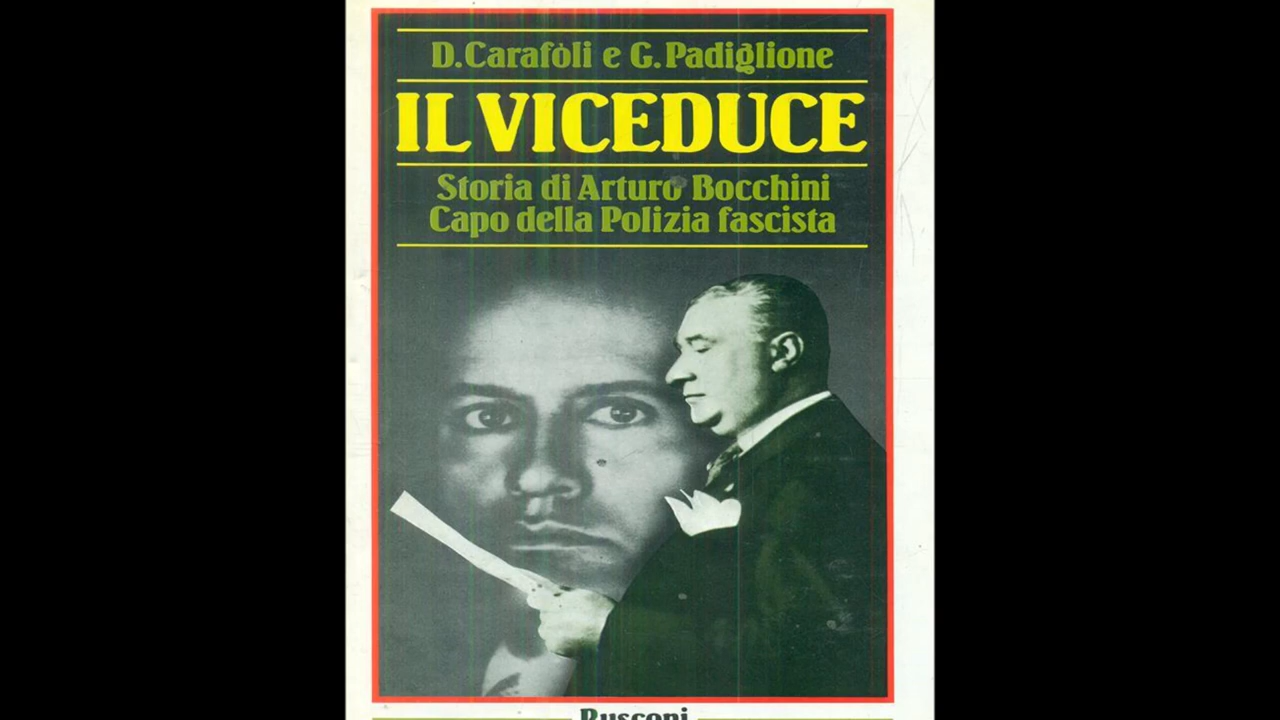 D. Carafòli e G. Padiglione
IL VICEDUCE
Storia di Arturo Bocchini
Capo della Polizia fascista
Rusconi